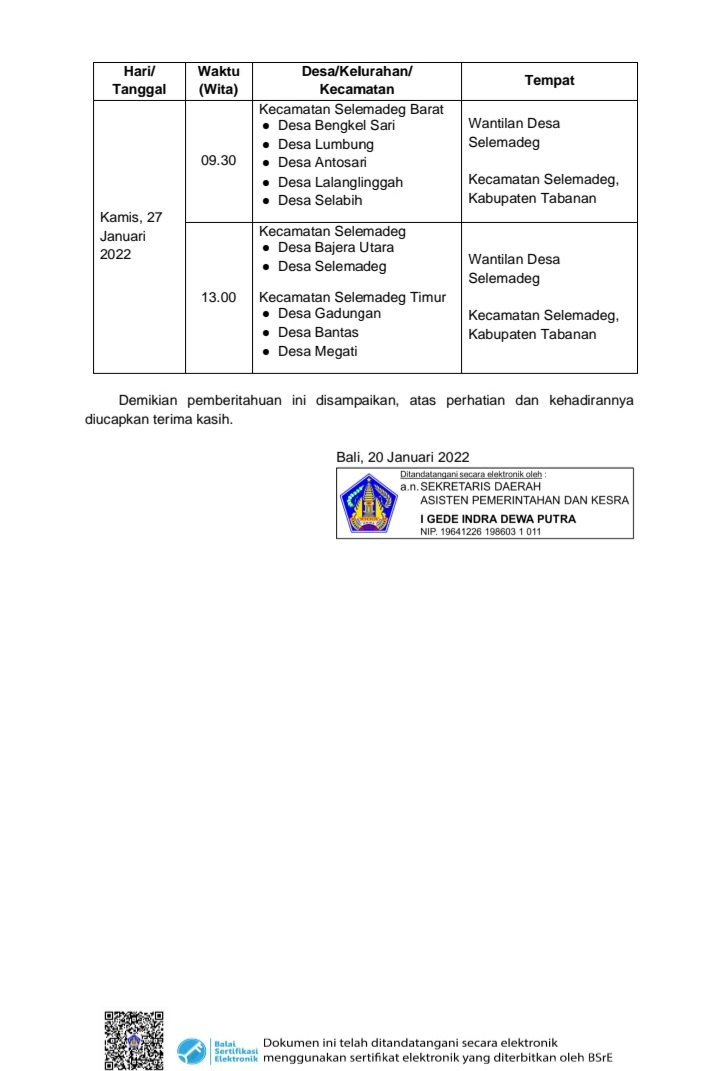 Hari/
Tanggal
Waktu
(Wita)
Desa/Kelurahan/
Kecamatan
Tempat
Kamis, 27
Januari
2022
09.30
Kecamatan Selemadeg Barat
● Desa Bengkel Sari
● Desa Lumbung
● Desa Antosari
● Desa Lalanglinggah
● Desa Selabih
Wantilan Desa
Selemadeg
Kecamatan Selemadeg,
Kabupaten Tabanan
13.00
Kecamatan Selemadeg
● Desa Bajera Utara
● Desa Selemadeg
Kecamatan Selemadeg Timur
● Desa Gadungan
● Desa Bantas
● Desa Megati
Wantilan Desa
Selemadeg
Kecamatan Selemadeg,
Kabupaten Tabanan
Demikian pemberitahuan ini disampaikan, atas perhatian dan kehadirannya
diucapkan terima kasih.
Bali, 20 Januari 2022
Ditandatangani secara elektronik oleh :
a.n. SEKRETARIS DAERAH
ASISTEN PEMERINTAHAN DAN KESRA
I GEDE INDRA DEWA PUTRA
NIP. 19641226 198603 1 011
Balai
Sertifikasi
Elektronik
Dokumen ini telah ditandatangani secara elektronik
menggunakan sertifikat elektronik yang diterbitkan oleh BSrE